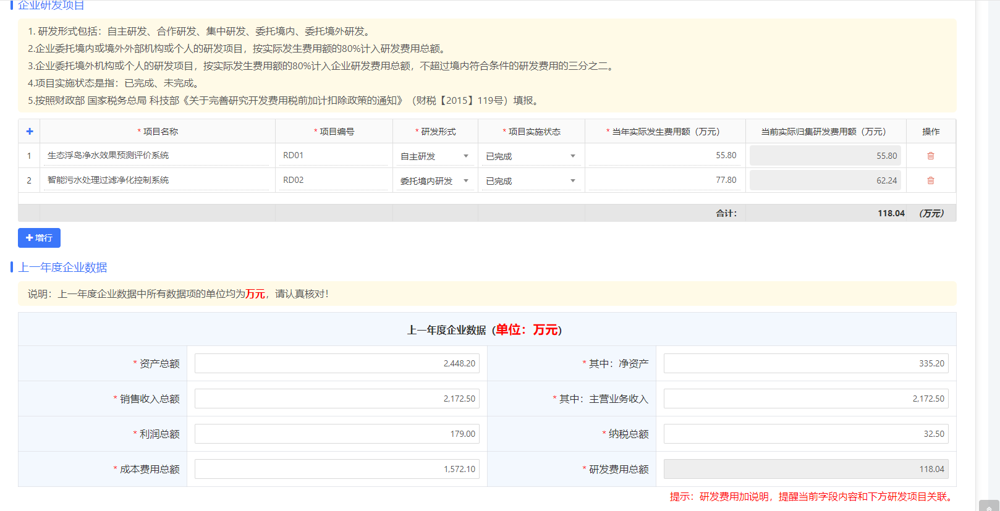 企业研发项目
1. 研发形式包括：自主研发、合作研发、集中研发、委托境内、委托境外研发。
2.企业委托境内或境外外部机构或个人的研发项目，按实际发生费用额的80%计入研发费用总额。
3.企业委托境外机构或个人的研发项目，按实际发生费用额的80%计入企业研发费用总额，不超过境内符合条件的研发费用的三分之二。
4.项目实施状态是指：已完成、未完成。
5.按照财政部 国家税务总局 科技部《关于完善研究开发费用税前加计扣除政策的通知》（财税【2015】119号）填报。
+ * 项目名称 * 项目编号 * 研发形式 * 项目实施状态 * 当年实际发生费用额（万元） 当前实际归集研发费用额（万元） 操作
1 生态浮岛净水效果预测评价系统 RD01 自主研发 已完成 55.80 55.80
2 智能污水处理过滤净化控制系统 RD02 委托境内研发 已完成 77.80 62.24
合计： 118.04 （万元）
+ 增行
上一年度企业数据
说明：上一年度企业数据中所有数据项的单位均为万元，请认真核对！
上一年度企业数据（单位：万元）
* 资产总额 2,448.20 * 其中：净资产 335.20
* 销售收入总额 2,172.50 * 其中：主营业务收入 2,172.50
* 利润总额 179.00 * 纳税总额 32.50
* 成本费用总额 1,572.10 * 研发费用总额 118.04
提示：研发费用加说明，提醒当前字段内容和下方研发项目关联。